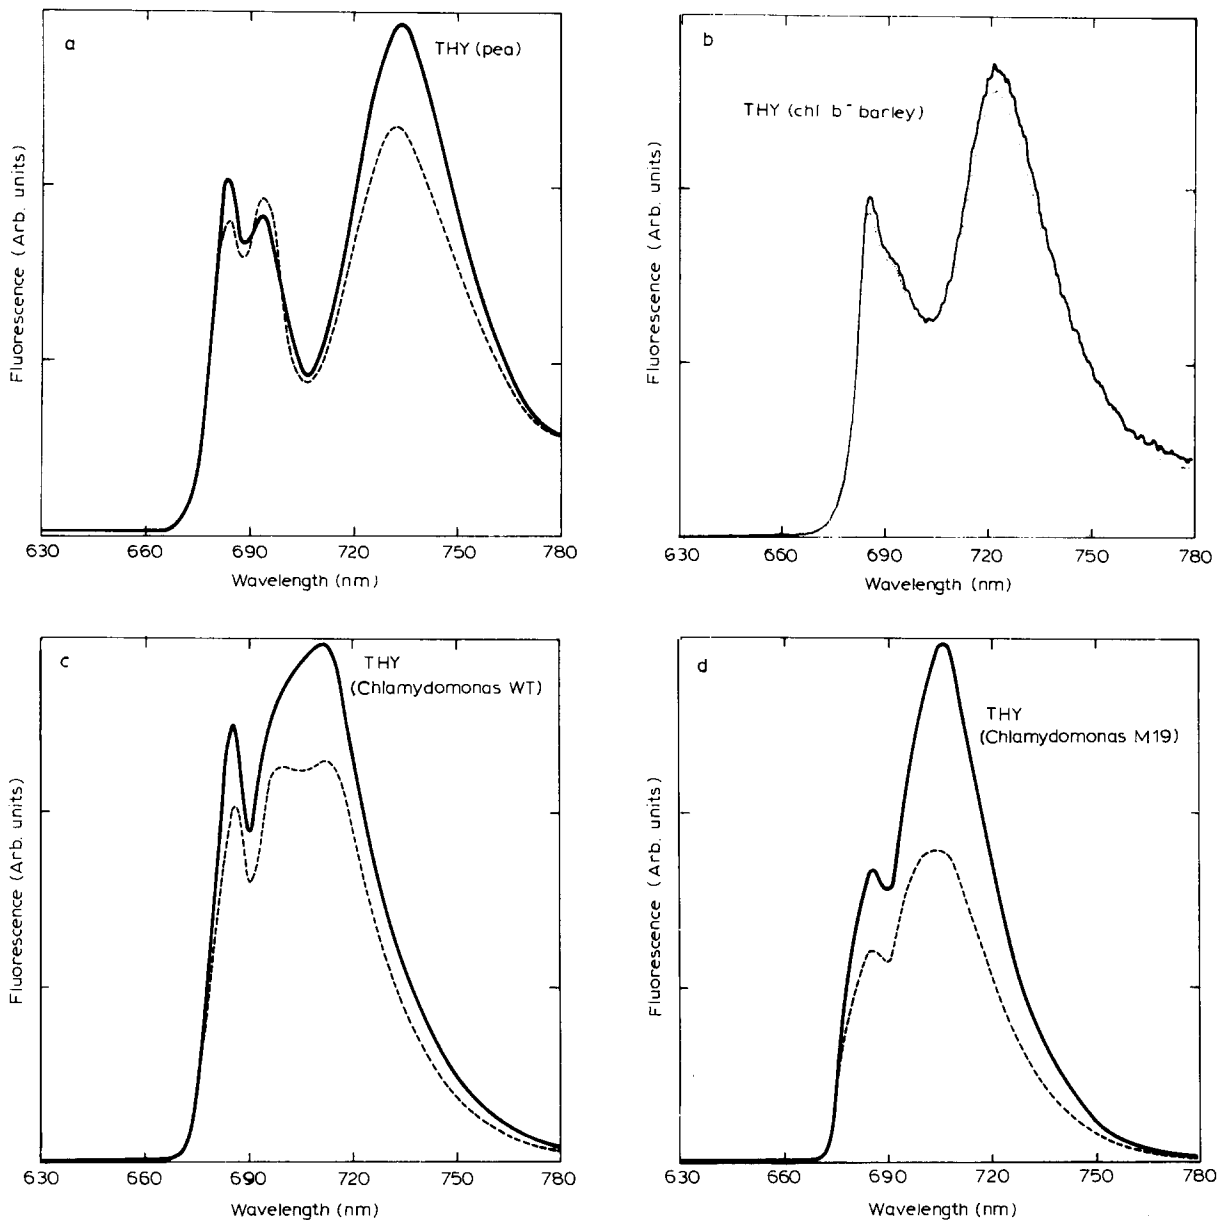 a
THY (pea)
Fluorescence (Arb. units)
630 660 690 720 750 780
Wavelength (nm)
b
THY (chl b⁻ barley)
Fluorescence (Arb. units)
630 660 690 720 750 780
Wavelength (nm)
c
THY
(Chlamydomonas WT)
Fluorescence (Arb. units)
630 660 690 720 750 780
Wavelength (nm)
d
THY
(Chlamydomonas M19)
Fluorescence (Arb. units)
630 660 690 720 750 780
Wavelength (nm)